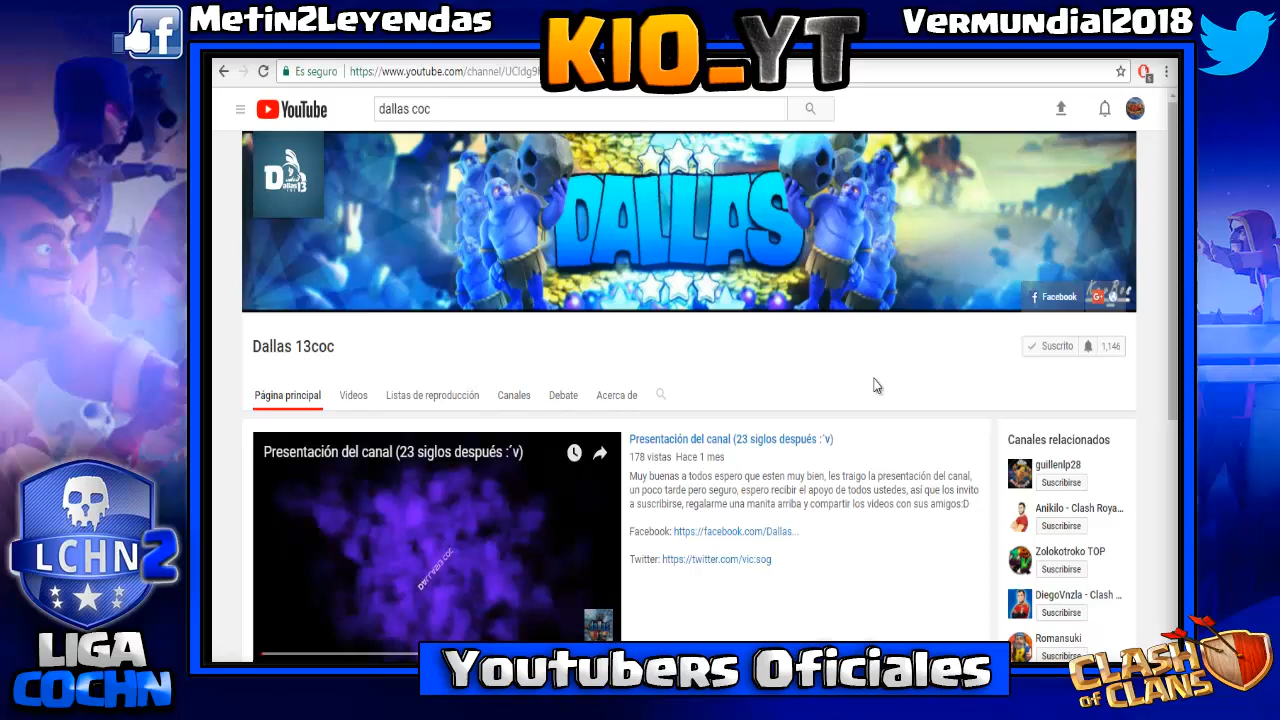 Metin2Leyendas
KIO_YT
Vermundial2018
Es seguro
https://www.youtube.com/channel/UCldg9
YouTube
dallas coc
Dallas13
DALLAS
Facebook
G+
Dallas 13coc
Suscrito
1,146
Página principal
Videos
Listas de reproducción
Canales
Debate
Acerca de
Presentación del canal (23 siglos después :´v)
Presentación del canal (23 siglos después :´v)
178 vistas Hace 1 mes
Muy buenas a todos espero que esten muy bien, les traigo la presentación del canal,
un poco tarde pero seguro, espero recibir el apoyo de todos ustedes, así que los invito
a suscribirse, regalarme una manita arriba y compartir los videos con sus amigos:D
Facebook: https://facebook.com/Dallas...
Twitter: https://twitter.com/vic:sog
Canales relacionados
guillenlp28
Suscribirse
Anikilo - Clash Roya...
Suscribirse
Zolokotroko TOP
Suscribirse
DiegoVnzla - Clash ...
Suscribirse
Romansuki
Suscribirse
LCHN2
LIGA
COCHN
Youtubers Oficiales
CLASH
of CLANS